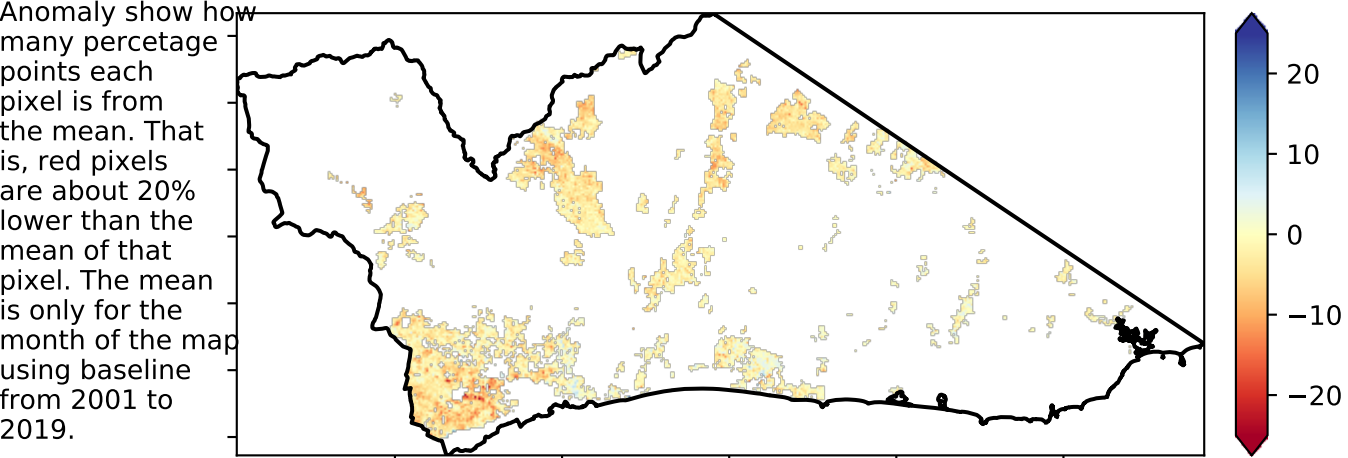 Anomaly show how
many percetage
points each
pixel is from
the mean. That
is, red pixels
are about 20%
lower than the
mean of that
pixel. The mean
is only for the
month of the map
using baseline
from 2001 to
2019.
20
10
0
−10
−20